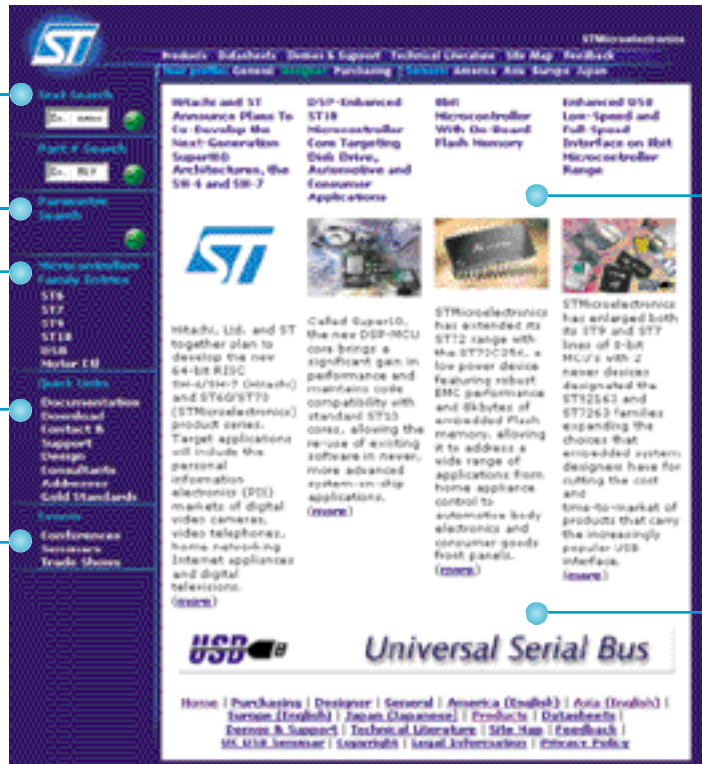 ST
STMicroelectronics
Products Datasheets Demos & Support Technical Literature Site Map Feedback
Your profile: General Designer Purchasing America Asia Europe Japan
Text Search
Part # Search
Parametric
Search
Microcontrollers
Family Entries
ST6
ST7
ST9
ST10
USB
Motor Ctl
Quick Links
Documentation
Download
Contact &
Support
Design
Consultants
Addresses
Gold Standards
Events
Conferences
Seminars
Trade Shows
Hitachi and ST
Announce Plans To
Co-Develop the
Next-Generation
SuperH®
Architectures, the
SH-6 and SH-7
ST
Hitachi, Ltd. and ST
together plan to
develop the new
64-bit RISC
SH-6/SH-7 (Hitachi)
and ST60/ST70
(STMicroelectronics)
product series.
Target applications
will include the
personal
information
electronics (PIE)
markets of digital
video cameras,
video telephones,
home networking
Internet appliances
and digital
televisions.
(more)
DSP-Enhanced
ST10
Microcontroller
Core Targeting
Disk Drive,
Automotive and
Consumer
Applications
Called Super10,
the new DSP-MCU
core brings a
significant gain in
performance and
maintains code
compatibility with
standard ST10
cores, allowing the
re-use of existing
software in newer,
more advanced
system-on-chip
applications.
(more)
8bit
Microcontroller
With On-Board
Flash Memory
STMicroelectronics
has extended its
ST72 range with
the ST72C254, a
low power device
featuring robust
EMC performance
and 8kbytes of
embedded Flash
memory, allowing
it to address a
wide range of
applications from
home appliance
control to
automotive body
electronics and
consumer goods
front panels.
(more)
Enhanced USB
Low-Speed and
Full-Speed
Interface on 8bit
Microcontroller
Range
STMicroelectronics
has enlarged both
its ST9 and ST7
lines of 8-bit
MCU's with 2
newer devices
designated the
ST92163 and
ST7263 families
expanding the
choices that
embedded system
designers have for
cutting the cost
and
time-to-market of
products that carry
the increasingly
popular USB
interface.
(more)
USB Universal Serial Bus
Home | Purchasing | Designer | General | America (English) | Asia (English) |
Europe (English) | Japan (Japanese) | Products | Datasheets |
Demos & Support | Technical Literature | Site Map | Feedback |
UK USB Seminar | Copyright | Legal Information | Privacy Policy